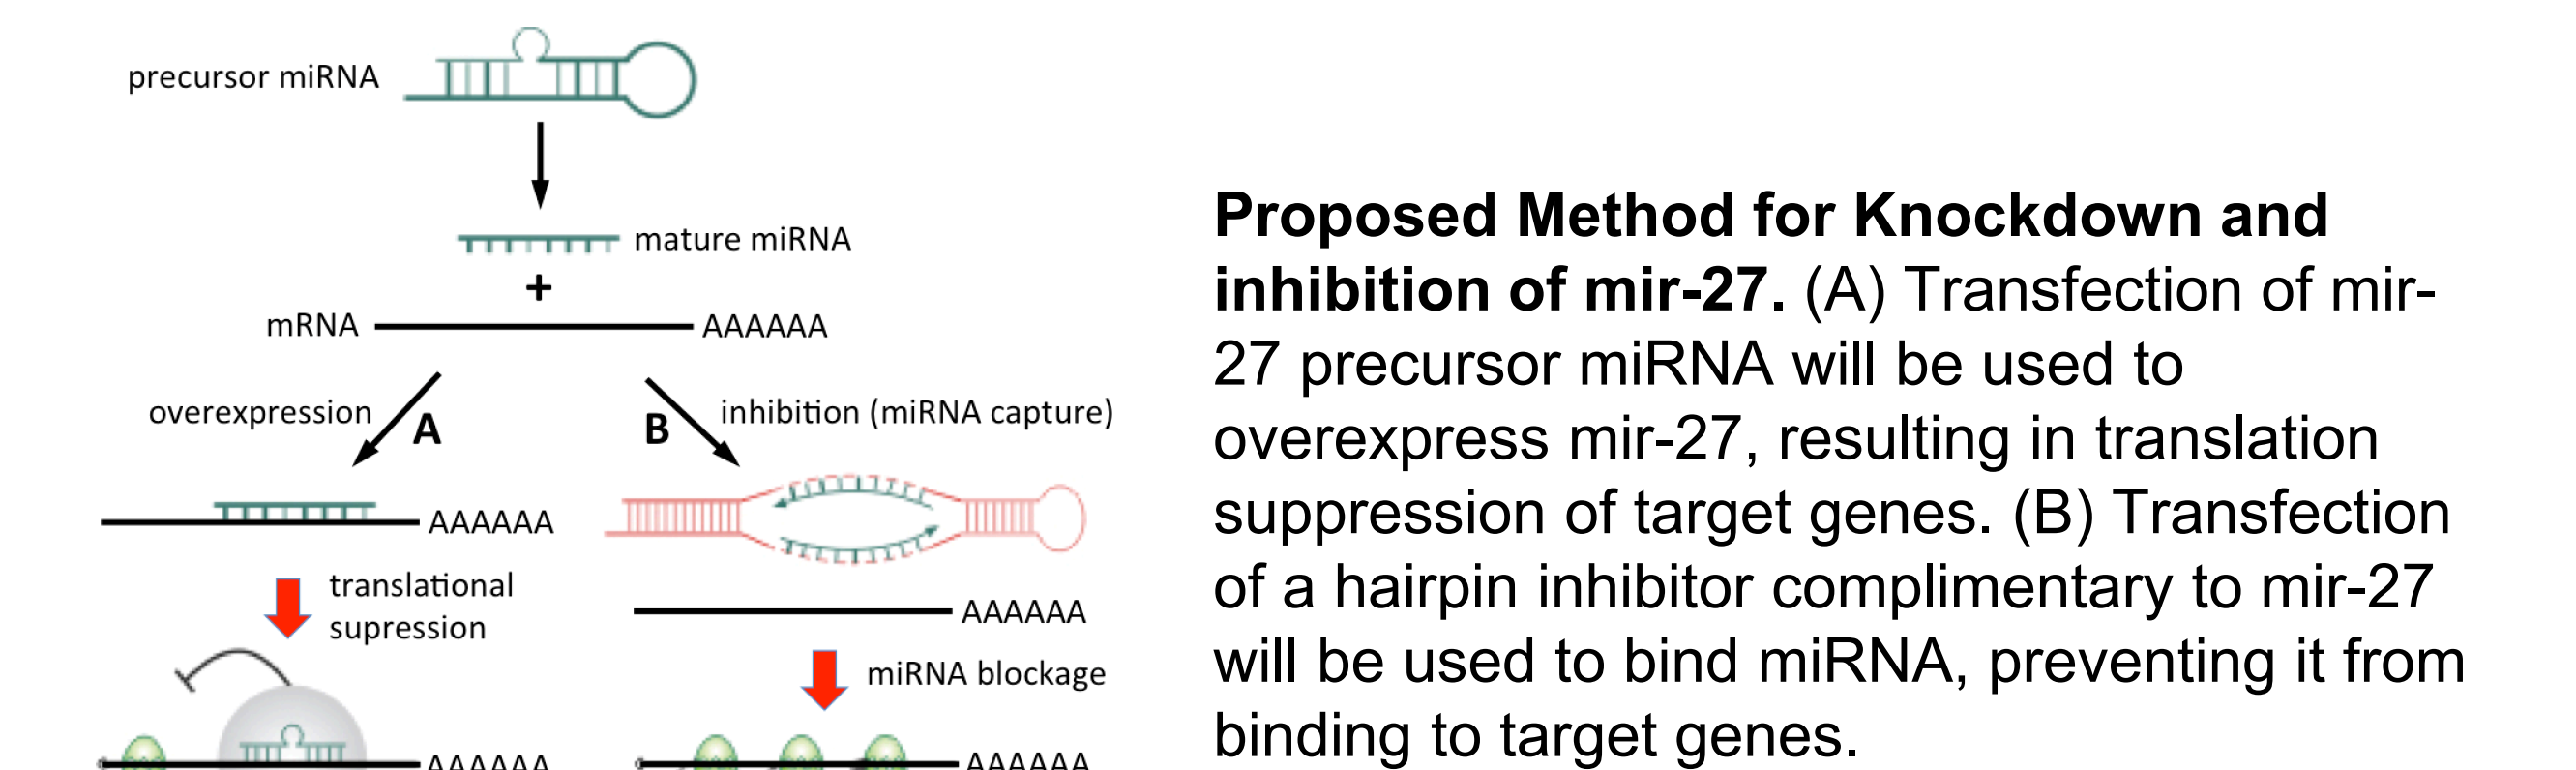 precursor miRNA
mature miRNA
+
mRNA
AAAAAA
overexpression
A
B
inhibition (miRNA capture)
AAAAAA
translational
supression
AAAAAA
miRNA blockage
AAAAAA
AAAAAA
Proposed Method for Knockdown and
inhibition of mir-27. (A) Transfection of mir-
27 precursor miRNA will be used to
overexpress mir-27, resulting in translation
suppression of target genes. (B) Transfection
of a hairpin inhibitor complimentary to mir-27
will be used to bind miRNA, preventing it from
binding to target genes.